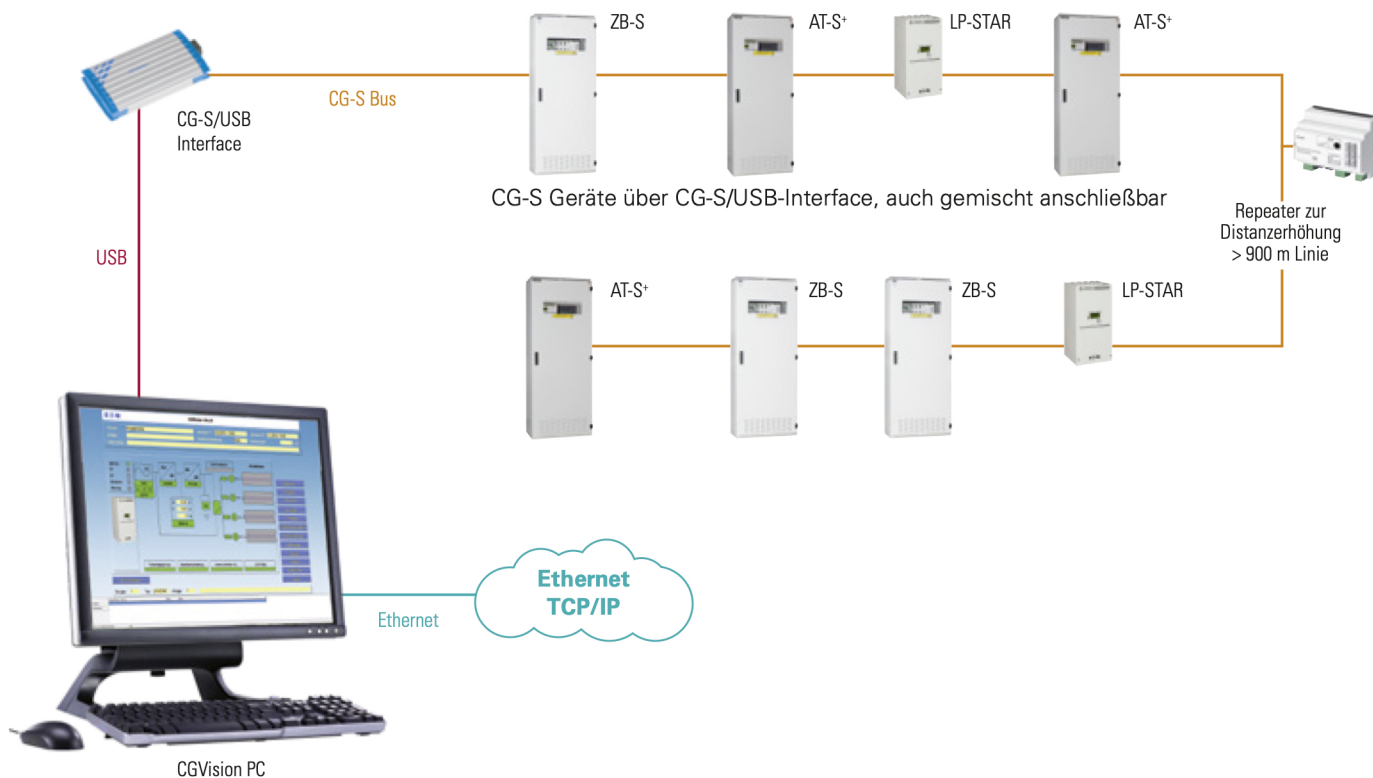 ZB-S
AT-S+
LP-STAR
AT-S+
CG-S Bus
CG-S/USB
Interface
CG-S Geräte über CG-S/USB-Interface, auch gemischt anschließbar
Repeater zur
Distanzerhöhung
> 900 m Linie
USB
AT-S+
ZB-S
ZB-S
LP-STAR
Ethernet
TCP/IP
Ethernet
CGVision PC